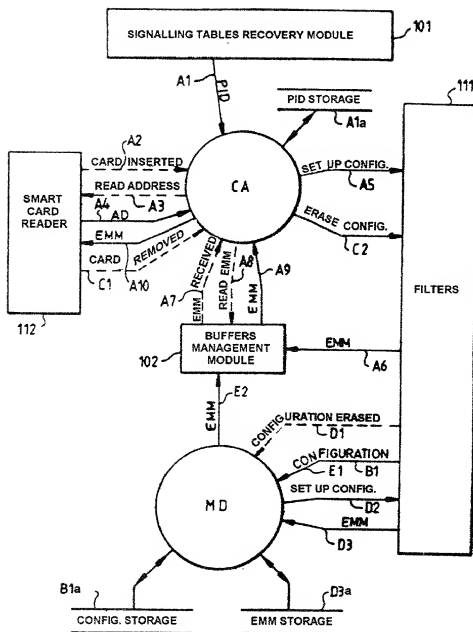 SIGNALLING TABLES RECOVERY MODULE
101
A1
PID
111
PID STORAGE
A1a
A2
CARD INSERTED
READ ADDRESS
A4
A3
AD
EMM
CARD REMOVED
C1
A10
SMART
CARD
READER
112
CA
SET UP CONFIG.
A5
ERASE CONFIG.
C2
A7
EMM RECEIVED
READ EMM
A8
EMM
A9
FILTERS
BUFFERS
MANAGEMENT
MODULE
102
EMM
A6
EMM
E2
CONFIGURATION ERASED
D1
CONFIGURATION
E1
B1
SET UP CONFIG.
D2
EMM
D3
MD
B1a
CONFIG. STORAGE
D3a
EMM STORAGE